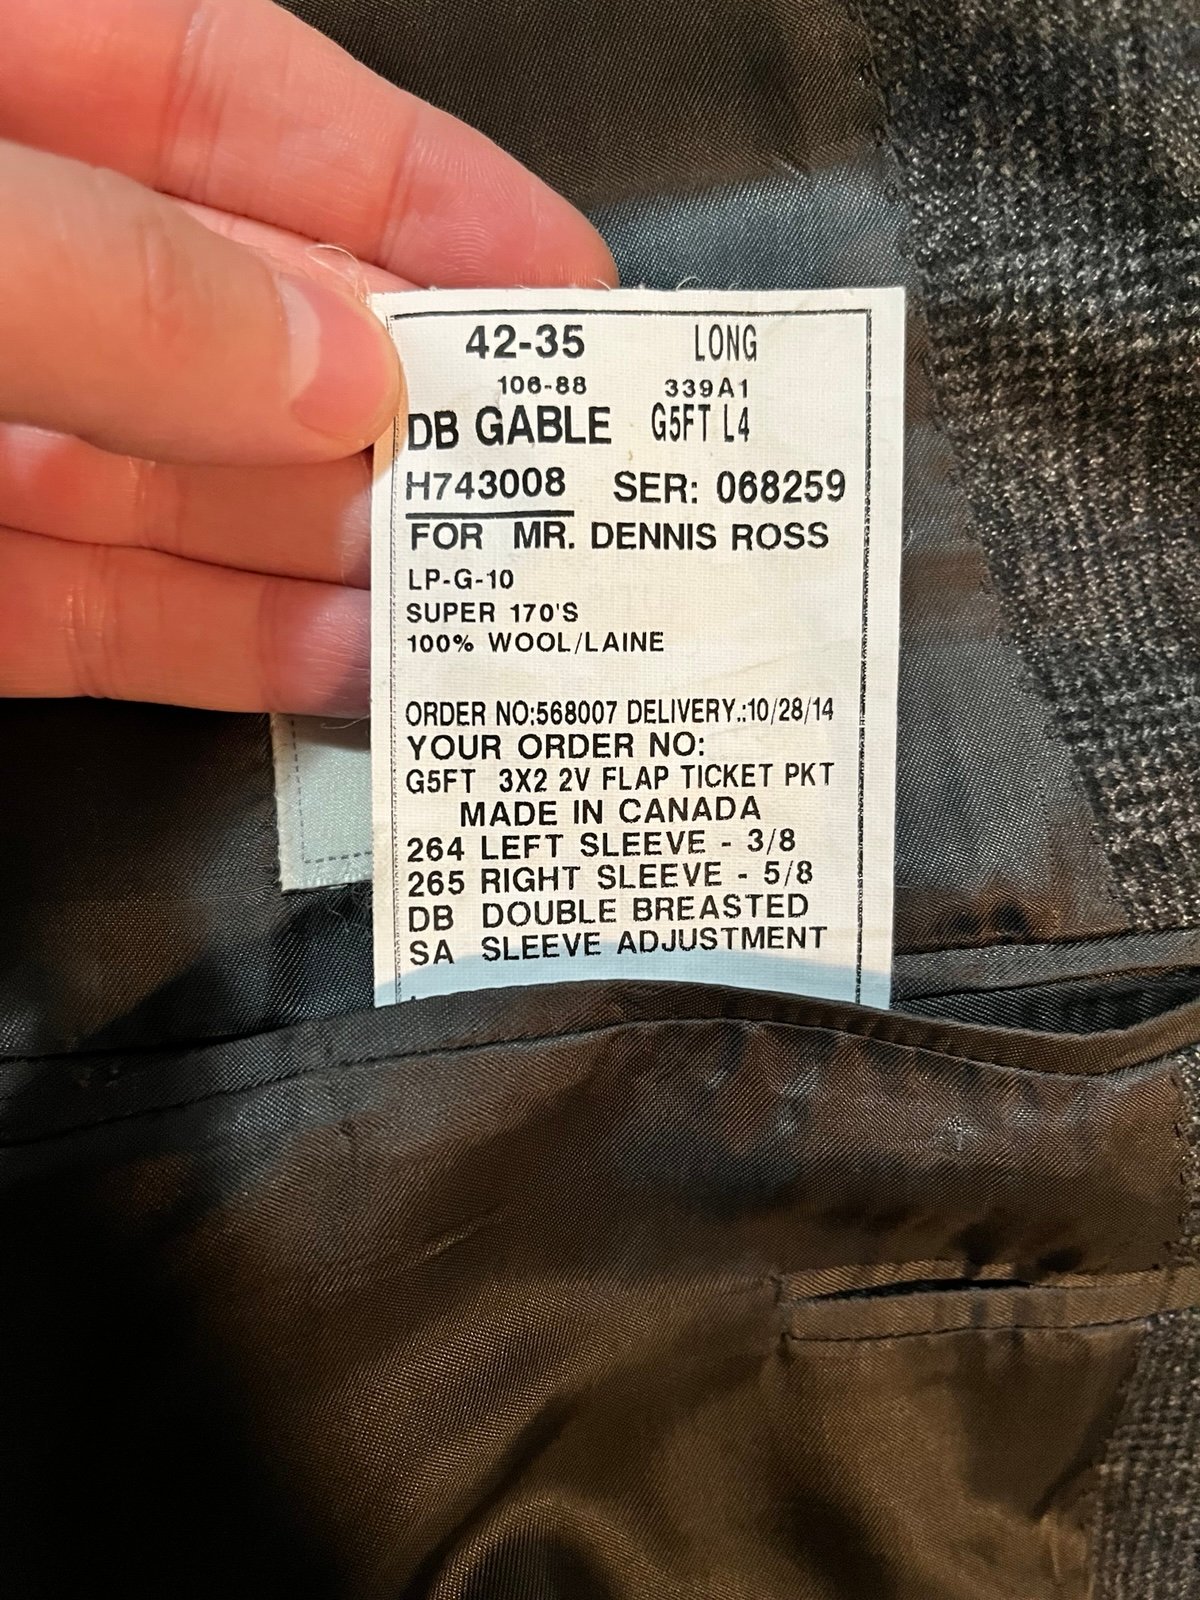 42-35 LONG
106-88 339A1
DB GABLE G5FT L4
H743008 SER: 068259
FOR MR. DENNIS ROSS
LP-G-10
SUPER 170'S
100% WOOL/LAINE
ORDER NO:568007 DELIVERY.:10/28/14
YOUR ORDER NO:
G5FT 3X2 2V FLAP TICKET PKT
MADE IN CANADA
264 LEFT SLEEVE - 3/8
265 RIGHT SLEEVE - 5/8
DB DOUBLE BREASTED
SA SLEEVE ADJUSTMENT